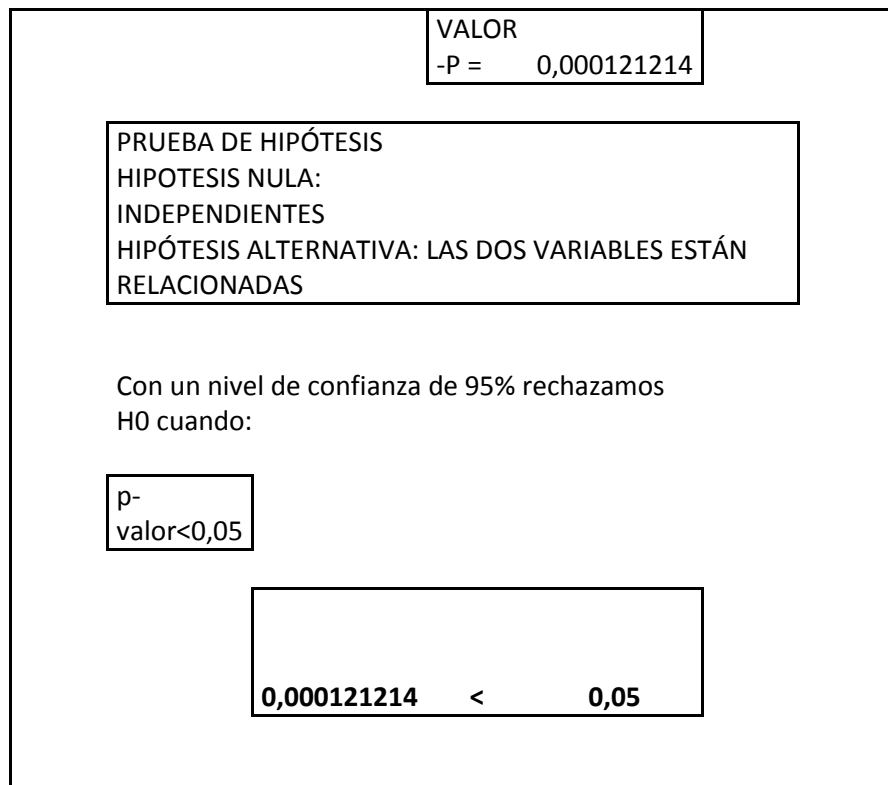 VALOR
-P = 0,000121214
PRUEBA DE HIPÓTESIS
HIPOTESIS NULA:
INDEPENDIENTES
HIPÓTESIS ALTERNATIVA: LAS DOS VARIABLES ESTÁN
RELACIONADAS
Con un nivel de confianza de 95% rechazamos
H0 cuando:
p-
valor<0,05
0,000121214 < 0,05